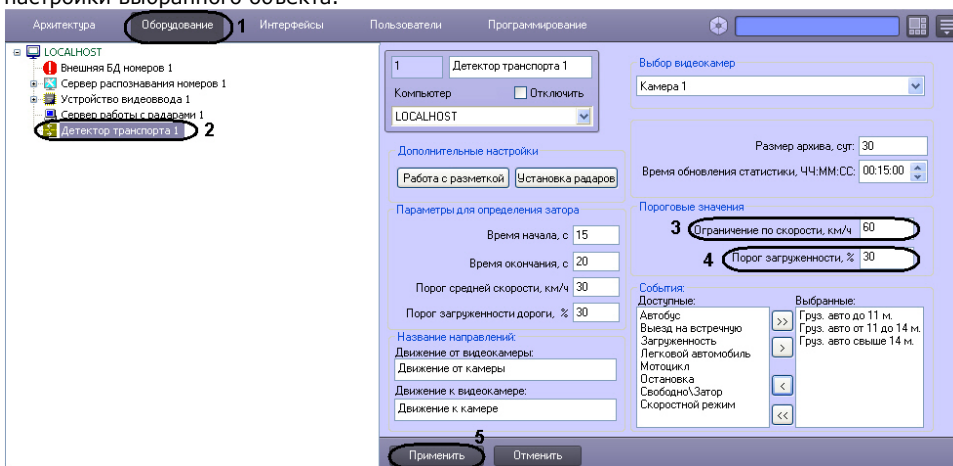 настройки выбранного объекта.
Архитектура Оборудование 1 Интерфейсы Пользователи Программирование
LOCALHOST
Внешняя БД номеров 1
Сервер распознавания номеров 1
Устройство видеоввода 1
Сервер работы с радарами 1
Детектор транспорта 1 2
1 Детектор транспорта 1
Компьютер Отключить
LOCALHOST
Дополнительные настройки
Работа с разметкой Установка радаров
Параметры для определения затора
Время начала, с 15
Время окончания, с 20
Порог средней скорости, км/ч 30
Порог загруженности дороги, % 30
Название направлений:
Движение от видеокамеры:
Движение от камеры
Движение к видеокамере:
Движение к камере
Выбор видеокамер
Камера 1
Размер архива, сут: 30
Время обновления статистики, ЧЧ:ММ:СС: 00:15:00
Пороговые значения
3 Ограничение по скорости, км/ч 60
4 Порог загруженности, % 30
События:
Доступные: Выбранные:
Автобус
Выезд на встречную
Загруженность
Легковой автомобиль
Мотоцикл
Остановка
Свободно\Затор
Скоростной режим
>>
>
<
<<
Груз. авто до 11 м.
Груз. авто от 11 до 14 м.
Груз. авто свыше 14 м.
5
Применить Отменить